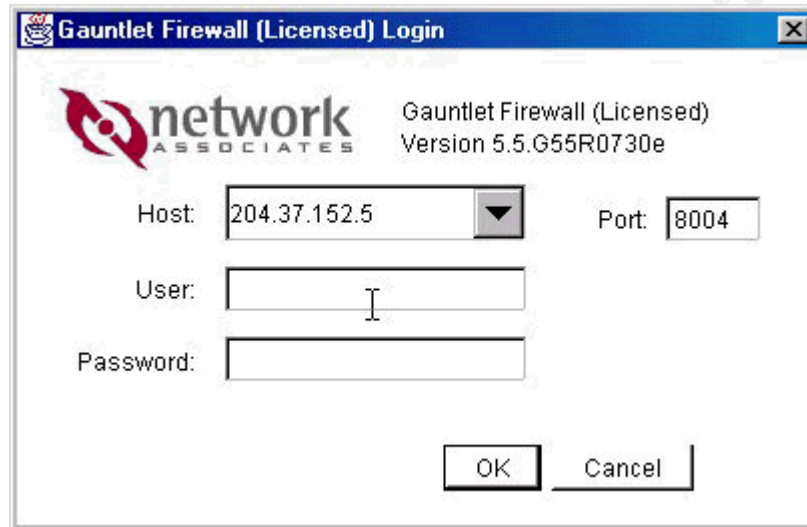 Gauntlet Firewall (Licensed) Login
network
ASSOCIATES
Gauntlet Firewall (Licensed)
Version 5.5.G55R0730e
Host: 204.37.152.5 Port: 8004
User:
Password:
OK Cancel